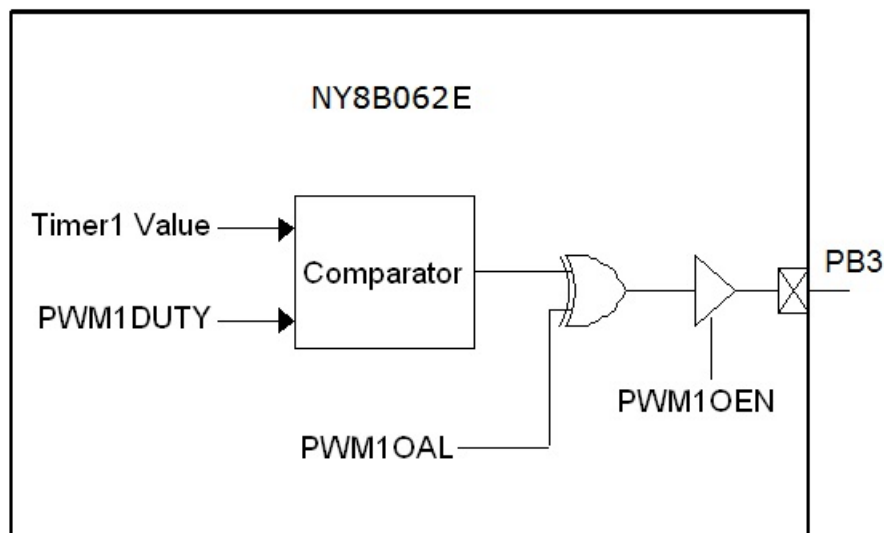 NY8B062E
Timer1 Value
Comparator
PB3
PWM1DUTY
PWM1OEN
PWM1OAL